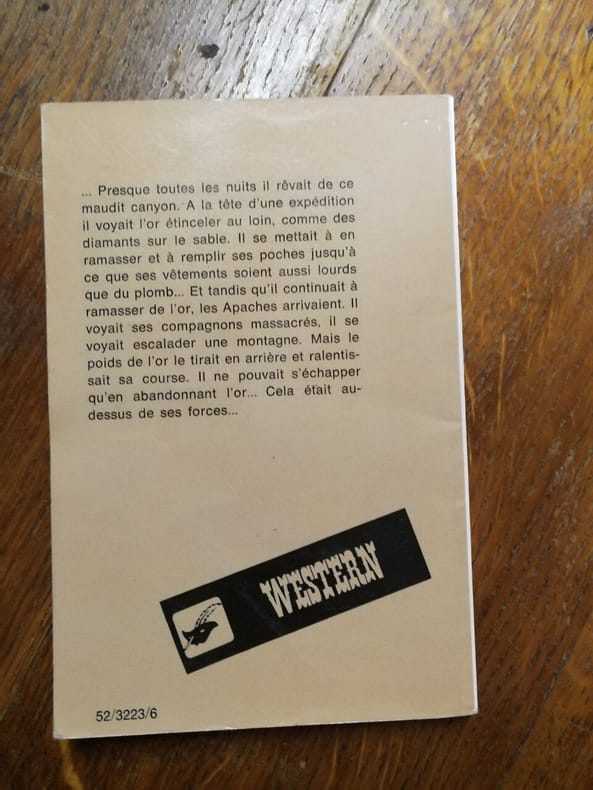 ... Presque toutes les nuits il rêvait de ce
maudit canyon. A la tête d'une expédition
il voyait l'or étinceler au loin, comme des
diamants sur le sable. Il se mettait à en
ramasser et à remplir ses poches jusqu'à
ce que ses vêtements soient aussi lourds
que du plomb... Et tandis qu'il continuait à
ramasser de l'or, les Apaches arrivaient. Il
voyait ses compagnons massacrés, il se
voyait escalader une montagne. Mais le
poids de l'or le tirait en arrière et ralentis-
sait sa course. Il ne pouvait s'échapper
qu'en abandonnant l'or... Cela était au-
dessus de ses forces...
WESTERN
52/3223/6